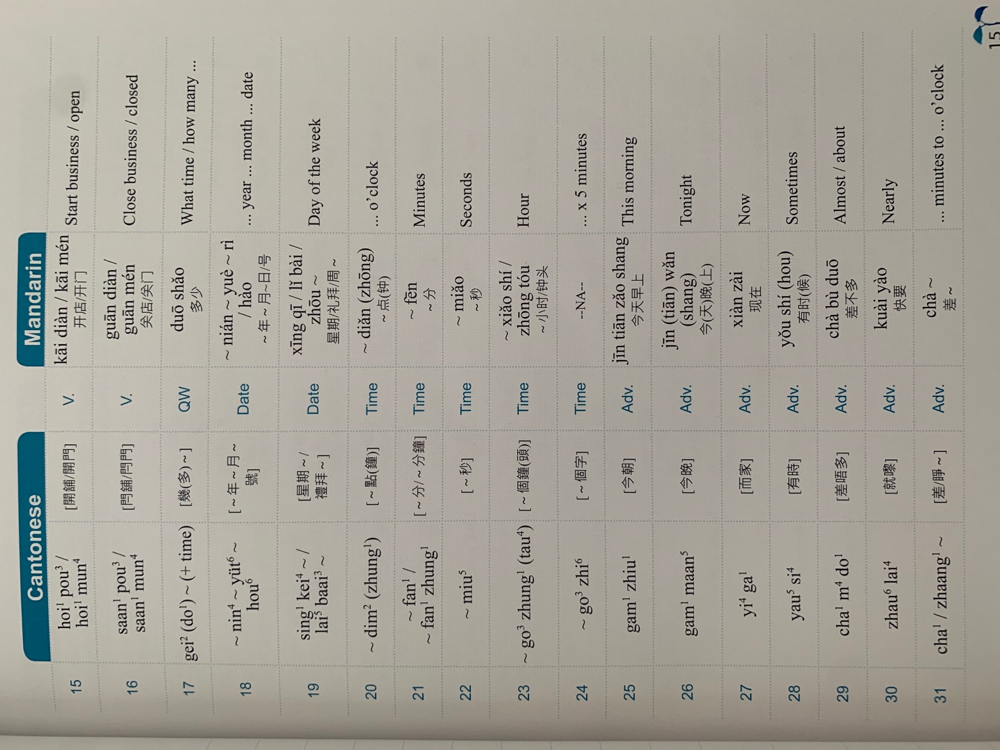 Cantonese Mandarin
15 hoi¹ pou³ / [開舖/開門] V. kāi diàn / kāi mén Start business / open
hoi¹ mun⁴ 开店/开门
16 saan¹ pou³ / [閂舖/閂門] V. guān diàn / Close business / closed
saan¹ mun⁴ guān mén
关店/关门
17 gei² (do¹) ~ (+ time) [幾(多) ~ ] QW duō shǎo What time / how many ...
多少
18 ~ nin⁴ ~ yüt⁶ ~ [ ~ 年 ~ 月 ~ Date ~ nián ~ yuè ~ rì ... year ... month ... date
hou⁶ 號] / hào
~ 年 ~ 月~日/号
19 sing¹ kei⁴ ~ / [星期 ~ / Date xīng qī / lǐ bài / Day of the week
lai⁵ baai³ ~ 禮拜 ~ ] zhōu ~
星期/礼拜/周 ~
20 ~ dim² (zhung¹) [ ~ 點(鐘)] Time ~ diǎn (zhōng) ... o’clock
~ 点(钟)
21 ~ fan¹ / [ ~ 分/ ~ 分鐘] Time ~ fēn Minutes
~ fan¹ zhung¹ ~ 分
22 ~ miu⁵ [ ~ 秒] Time ~ miǎo Seconds
~ 秒
23 ~ go³ zhung¹ (tau⁴) [ ~ 個鐘(頭)] Time ~ xiǎo shí / Hour
zhōng tóu
~ 小时/钟头
24 ~ go³ zhi⁶ [ ~ 個字] Time --NA-- ... x 5 minutes
25 gam¹ zhiu¹ [今朝] Adv. jīn tiān zǎo shang This morning
今天早上
26 gam¹ maan⁵ [今晚] Adv. jīn (tiān) wǎn Tonight
(shang)
今(天)晚(上)
27 yi⁴ ga¹ [而家] Adv. xiàn zài Now
现在
28 yau⁵ si⁴ [有時] Adv. yǒu shí (hou) Sometimes
有时(候)
29 cha¹ m⁴ do¹ [差唔多] Adv. chà bù duō Almost / about
差不多
30 zhau⁶ lai⁴ [就嚟] Adv. kuài yào Nearly
快要
31 cha¹ / zhaang¹ ~ [差/睜 ~ ] Adv. chà ~ ... minutes to ... o’clock
差 ~
15